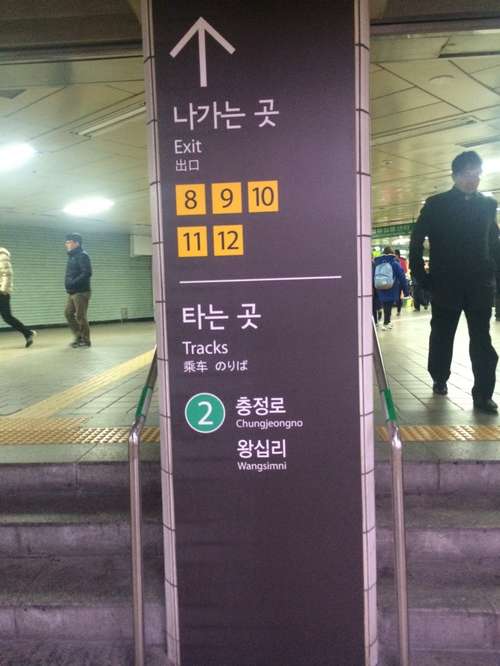 나가는 곳
Exit
出口
8 9 10
11 12
타는 곳
Tracks
乘车 のりば
2 충정로
Chungjeongno
왕십리
Wangsimni